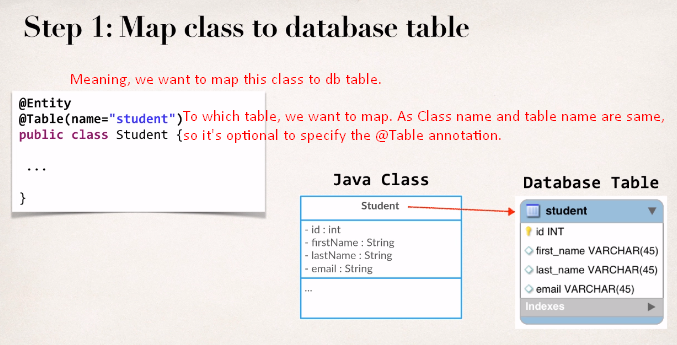 Step 1: Map class to database table
Meaning, we want to map this class to db table.
@Entity
@Table(name="student")
To which table, we want to map. As Class name and table name are same,
so it's optional to specify the @Table annotation.
public class Student {
...
}
Java Class
Student
- id : int
- firstName : String
- lastName : String
- email : String
...
Database Table
student
id INT
first_name VARCHAR(45)
last_name VARCHAR(45)
email VARCHAR(45)
Indexes